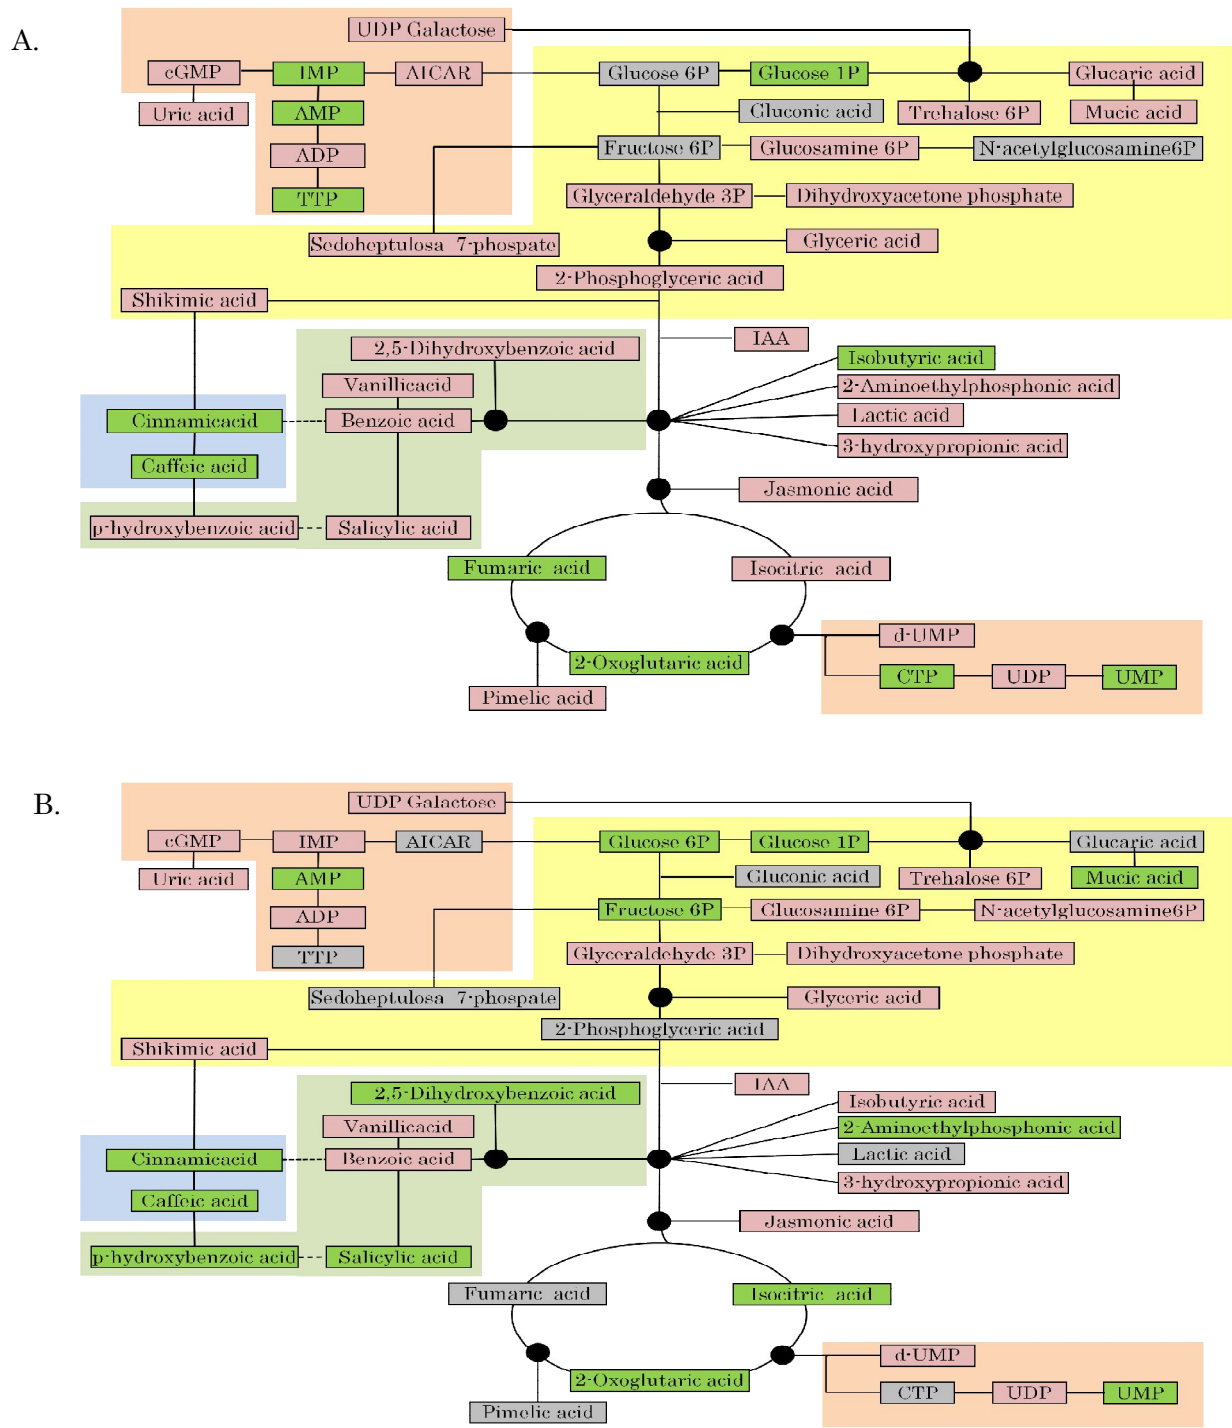 A.
UDP Galactose
cGMP IMP AICAR Glucose 6P Glucose 1P Glucaric acid
Uric acid AMP Gluconic acid Trehalose 6P Mucic acid
ADP Fructose 6P Glucosamine 6P N-acetylglucosamine6P
TTP Glyceraldehyde 3P Dihydroxyacetone phosphate
Sedoheptulosa 7-phospate Glyceric acid
2-Phosphoglyceric acid
Shikimic acid
IAA
2,5-Dihydroxybenzoic acid Isobutyric acid
Vanillicacid 2-Aminoethylphosphonic acid
Cinnamicacid Benzoic acid Lactic acid
3-hydroxypropionic acid
Caffeic acid
Jasmonic acid
p-hydroxybenzoic acid Salicylic acid
Fumaric acid Isocitric acid
d-UMP
2-Oxoglutaric acid
CTP UDP UMP
Pimelic acid
B.
UDP Galactose
cGMP IMP AICAR Glucose 6P Glucose 1P Glucaric acid
Uric acid AMP Gluconic acid Trehalose 6P Mucic acid
ADP Fructose 6P Glucosamine 6P N-acetylglucosamine6P
TTP Glyceraldehyde 3P Dihydroxyacetone phosphate
Sedoheptulosa 7-phospate Glyceric acid
2-Phosphoglyceric acid
Shikimic acid
IAA
2,5-Dihydroxybenzoic acid Isobutyric acid
Vanillicacid 2-Aminoethylphosphonic acid
Cinnamicacid Benzoic acid Lactic acid
3-hydroxypropionic acid
Caffeic acid
Jasmonic acid
p-hydroxybenzoic acid Salicylic acid
Fumaric acid Isocitric acid
d-UMP
2-Oxoglutaric acid
CTP UDP UMP
Pimelic acid